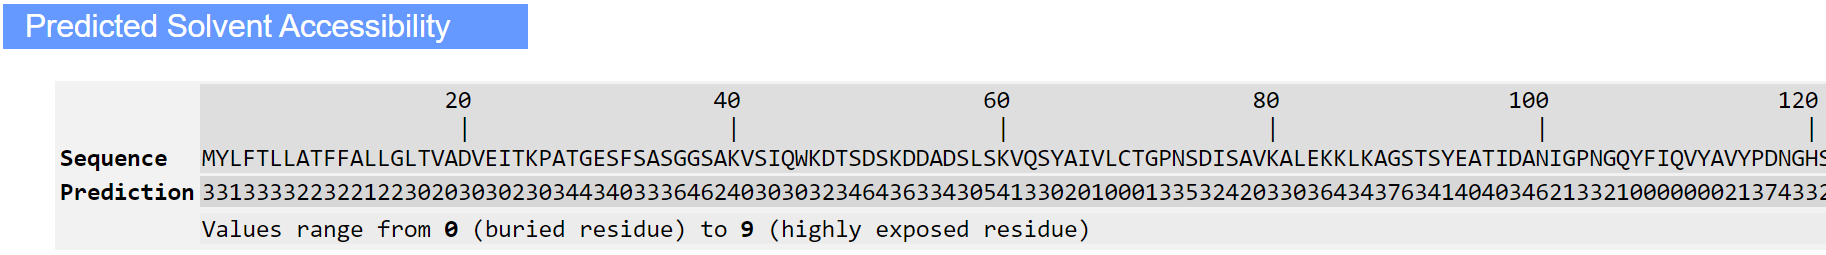 Predicted Solvent Accessibility
20 40 60 80 100 120
| | | | | |
Sequence MYLFTLLATFFALLGLTVADVEITKPATGESFSASGGSAKVSIQWKDTSDSKDDADSLSKVQSYAIVLCTGPNSDISAVKALEKKLKAGSTSYEATIDANIGPNGQYFIQVYAVYPDNGHS
Prediction 3313333223221223020303023034434033364624030303234643633430541330201000133532420330364343763414040346213321000000021374332
Values range from 0 (buried residue) to 9 (highly exposed residue)